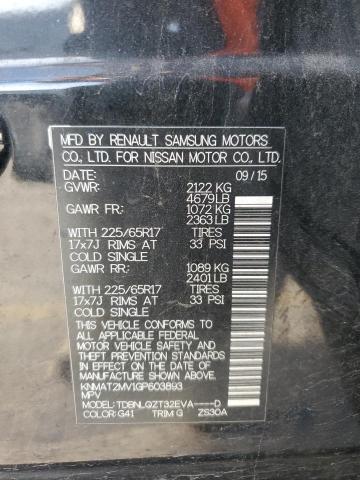 MFD BY RENAULT SAMSUNG MOTORS
CO., LTD. FOR NISSAN MOTOR CO., LTD.
DATE: 09/15
GVWR: 2122 KG
4679LB
GAWR FR: 1072 KG
2363LB
WITH 225/65R17 TIRES
17x7J RIMS AT 33 PSI
COLD SINGLE
GAWR RR: 1089 KG
2401LB
WITH 225/65R17 TIRES
17x7J RIMS AT 33 PSI
COLD SINGLE
THIS VEHICLE CONFORMS TO
ALL APPLICABLE FEDERAL
MOTOR VEHICLE SAFETY
AND THEFT PREVENTION
STANDARDS IN EFFECT ON
THE DATE OF MANUFACTURE
SHOWN ABOVE.
KNMAT2MV1GP603893
MPV
MODEL: TDBNLQZT32EVA----D
COLOR: G41 TRIM G ZS30A